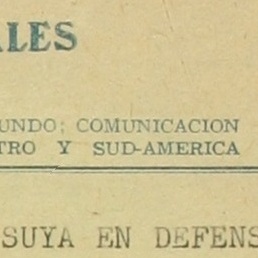 ALES
UNDO; COMUNICACION
TRO Y SUD-AMERICA
SUYA EN DEFENS